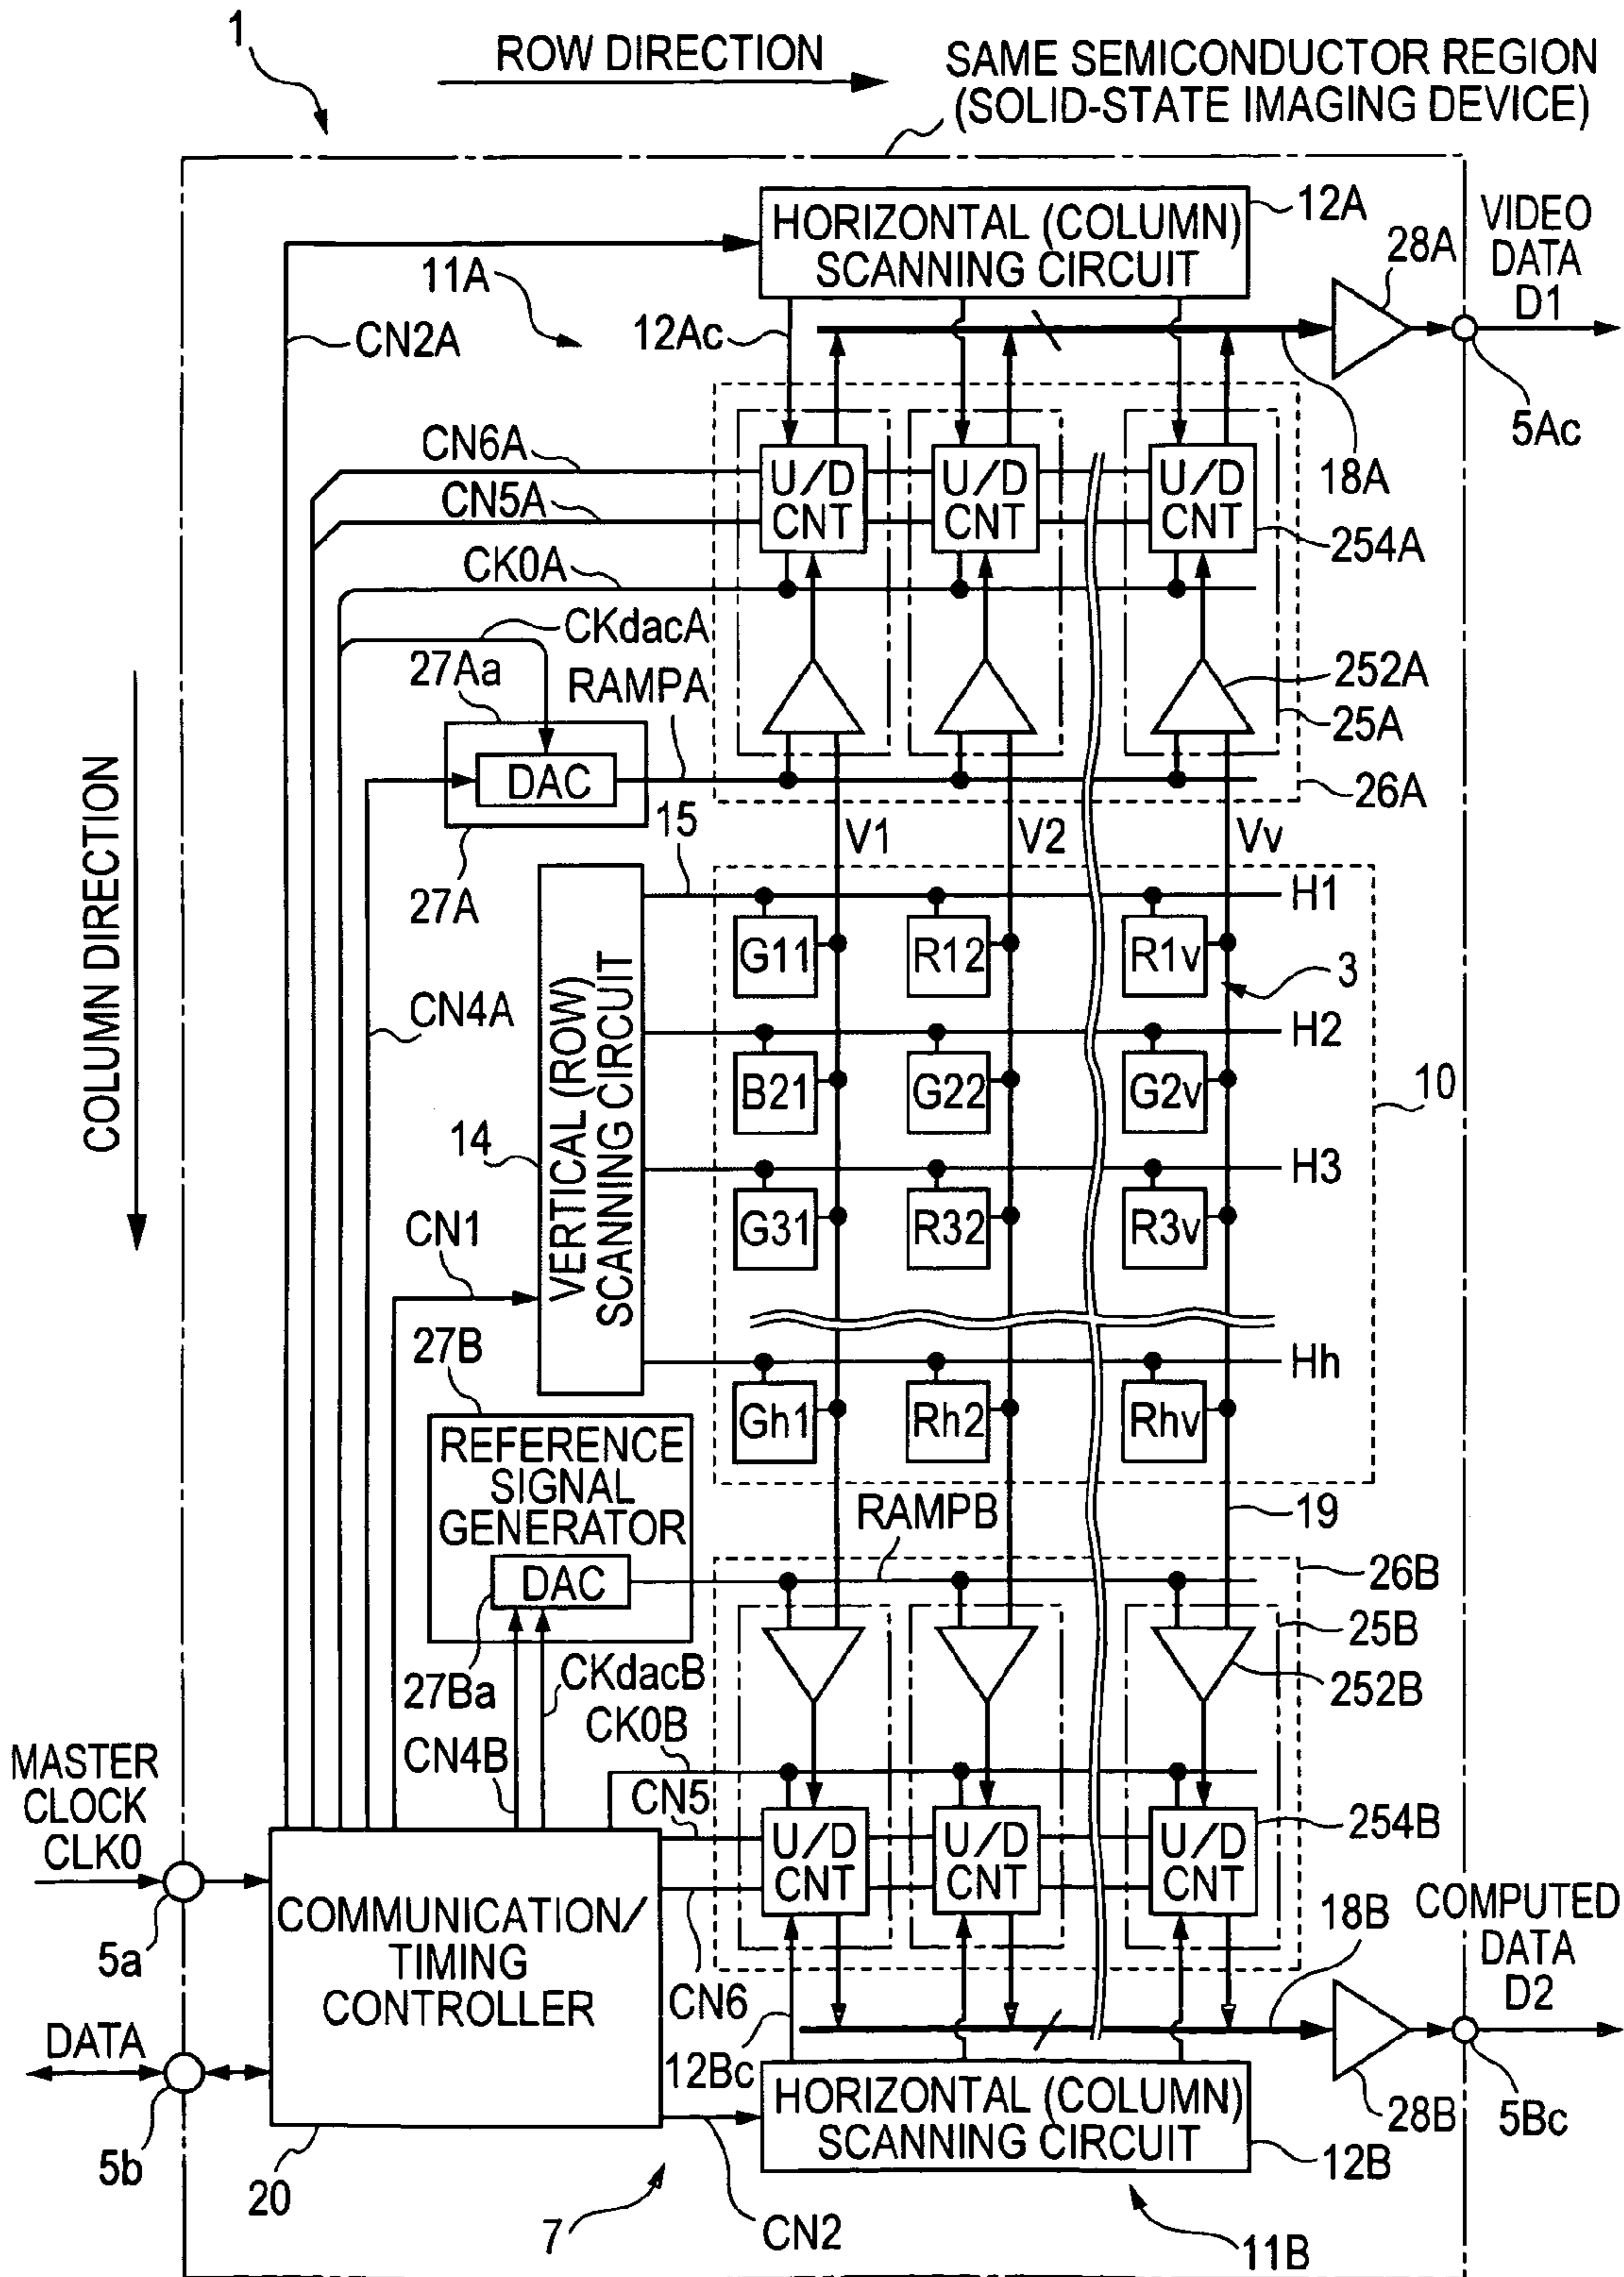 1
ROW DIRECTION
SAME SEMICONDUCTOR REGION
(SOLID-STATE IMAGING DEVICE)
HORIZONTAL (COLUMN)
SCANNING CIRCUIT
12A
VIDEO
DATA
D1
28A
11A
12Ac
CN2A
5Ac
18A
CN6A
U/D
CNT
U/D
CNT
U/D
CNT
CN5A
254A
CK0A
CKdacA
27Aa
RAMPA
252A
25A
DAC
26A
15
27A
V1
V2
Vv
COLUMN DIRECTION
H1
G11
R12
R1v
3
CN4A
VERTICAL (ROW)
SCANNING CIRCUIT
H2
B21
G22
G2v
10
14
H3
G31
R32
R3v
CN1
27B
Hh
Gh1
Rh2
Rhv
REFERENCE
SIGNAL
GENERATOR
RAMPB
19
DAC
26B
25B
27Ba
CKdacB
252B
CK0B
CN4B
MASTER
CLOCK
CLK0
CN5
U/D
CNT
U/D
CNT
U/D
CNT
254B
5a
COMMUNICATION/
TIMING
CONTROLLER
18B
COMPUTED
DATA
D2
CN6
DATA
12Bc
5b
HORIZONTAL (COLUMN)
SCANNING CIRCUIT
28B
5Bc
12B
20
7
CN2
11B